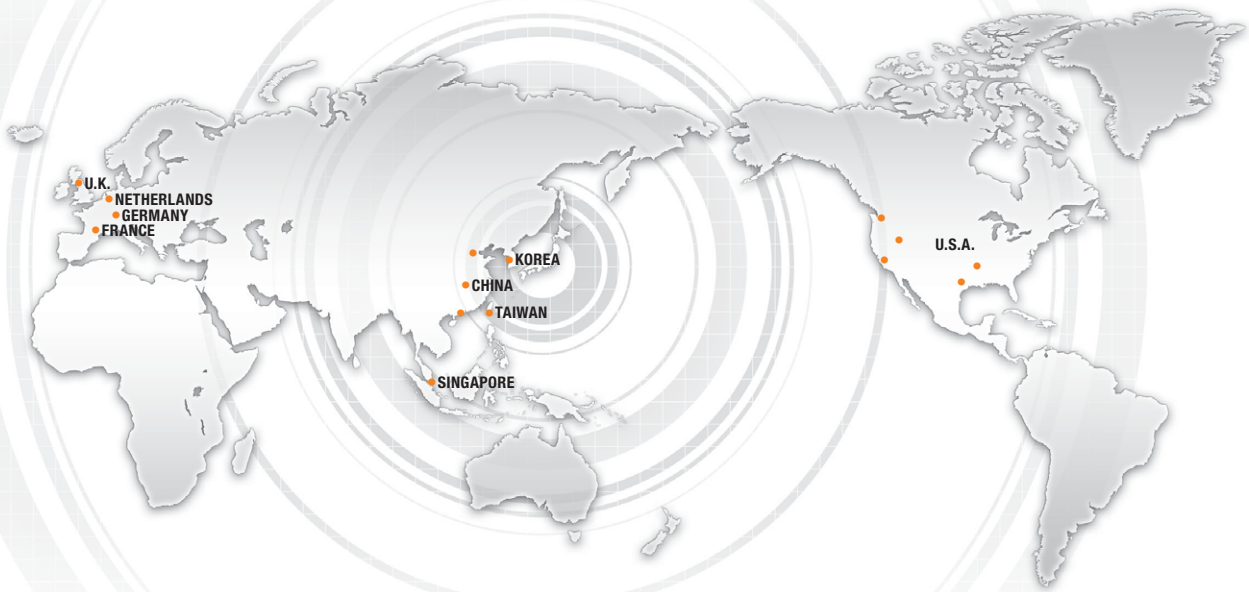 U.K.
NETHERLANDS
GERMANY
FRANCE
U.S.A.
KOREA
CHINA
TAIWAN
SINGAPORE